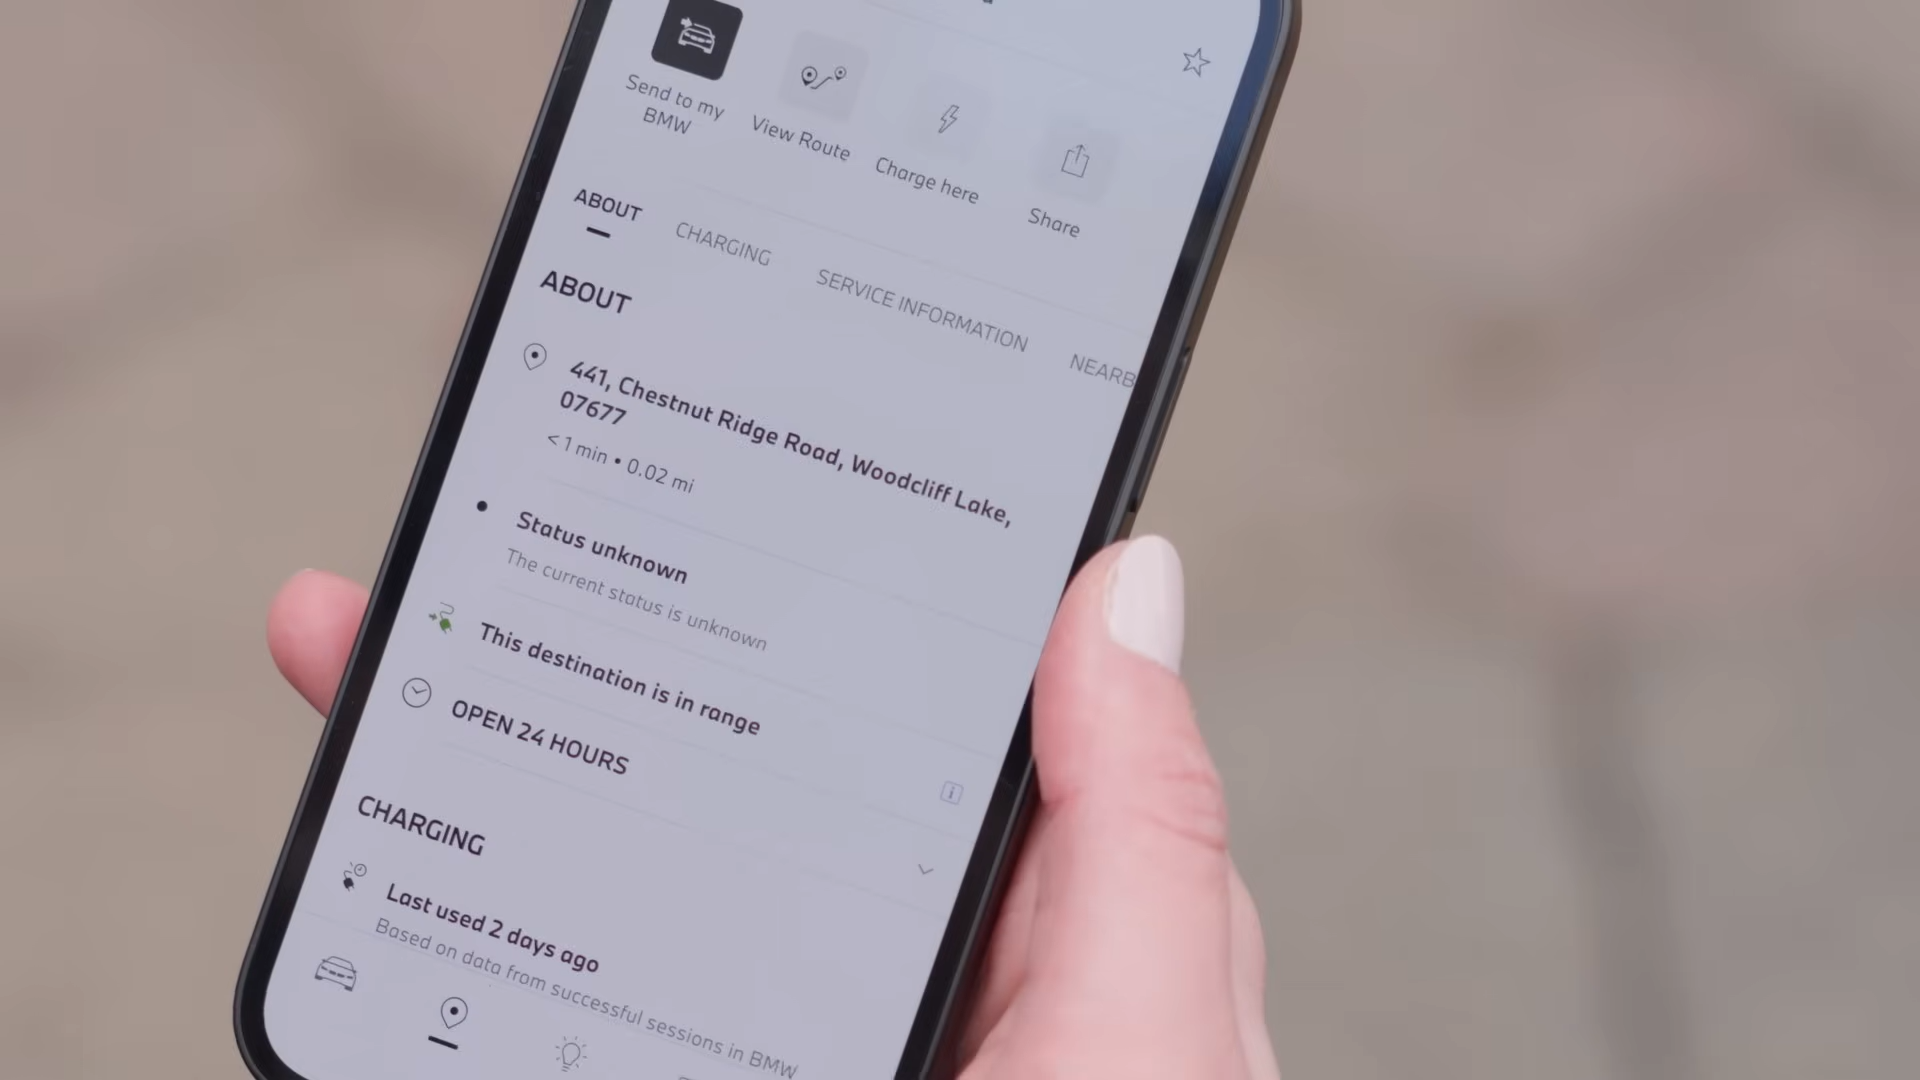 Send to my
BMW
View Route
Charge here
Share
ABOUT
CHARGING
SERVICE INFORMATION
NEARB
ABOUT
441, Chestnut Ridge Road, Woodcliff Lake,
07677
< 1 min • 0.02 mi
Status unknown
The current status is unknown
This destination is in range
OPEN 24 HOURS
CHARGING
Last used 2 days ago
Based on data from successful sessions in BMW